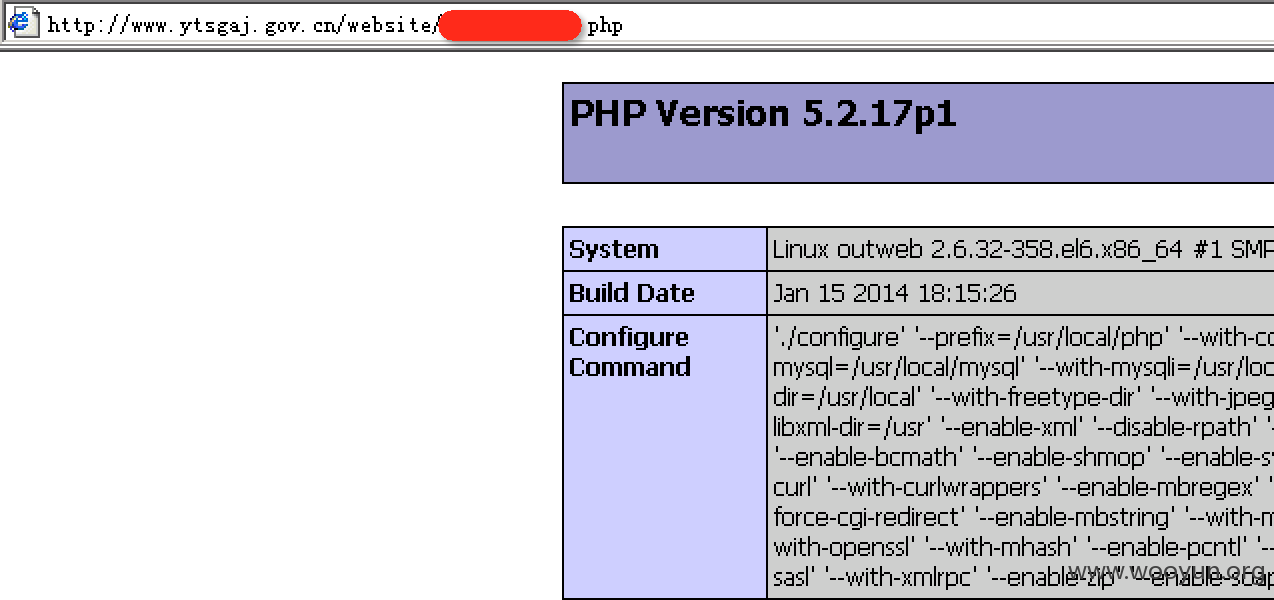 http://www.ytsgaj.gov.cn/website/ php
PHP Version 5.2.17p1
System Linux outweb 2.6.32-358.el6.x86_64 #1 SMP
Build Date Jan 15 2014 18:15:26
Configure Command './configure' '--prefix=/usr/local/php' '--with-co
mysql=/usr/local/mysql' '--with-mysqli=/usr/loc
dir=/usr/local' '--with-freetype-dir' '--with-jpeg
libxml-dir=/usr' '--enable-xml' '--disable-rpath' '-
'--enable-bcmath' '--enable-shmop' '--enable-s
curl' '--with-curlwrappers' '--enable-mbregex' '
force-cgi-redirect' '--enable-mbstring' '--with-m
with-openssl' '--with-mhash' '--enable-pcntl' '--
sasl' '--with-xmlrpc' '--enable-zip' '--enable-soap
www.wooyun.org